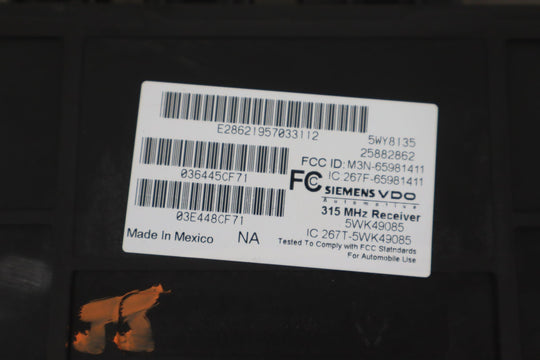 E28621957033112
5WY8135
25882862
036445CF71
FCC ID: M3N-65981411
IC 267F-65981411
FC
SIEMENS VDO
Automotive
03E448CF71
315 MHz Receiver
5WK49085
IC 267T-5WK49085
Made In Mexico NA
Tested To Comply with FCC Statndards
For Automobile Use